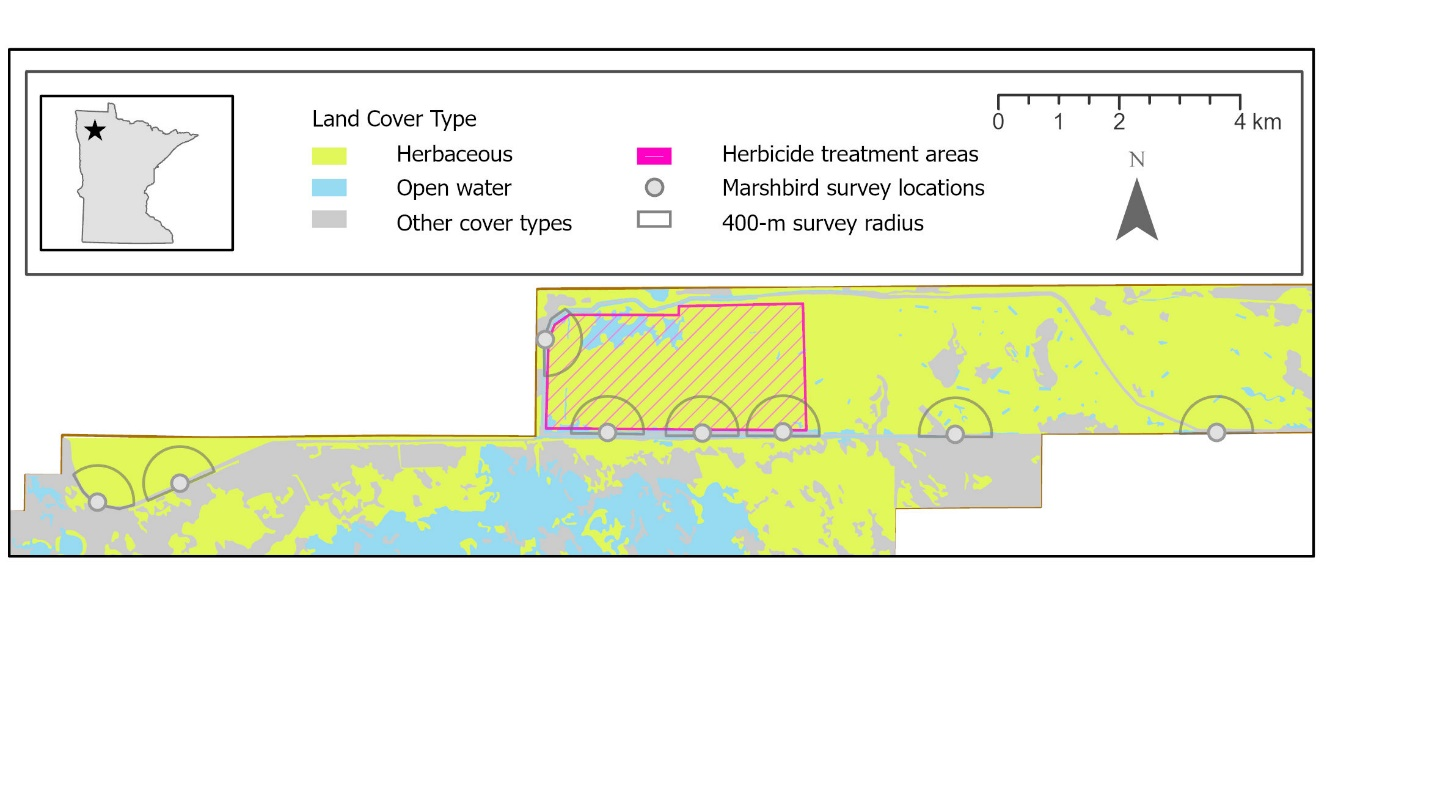 Land Cover Type
Herbaceous
Open water
Other cover types
Herbicide treatment areas
Marshbird survey locations
400-m survey radius
0 1 2 4 km
N